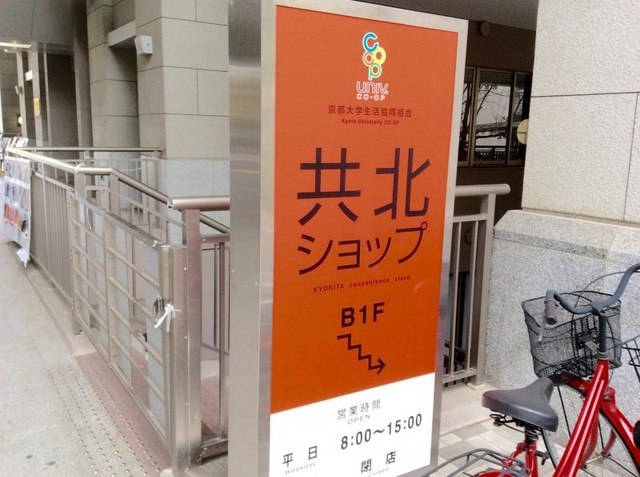 coop
UNIV.
CO-OP
京都大学生活協同組合
Kyoto University CO-OP
共北
ショップ
KYOKITA convenience store
B1F
営業時間
OPEN
平日 8:00〜15:00
Weekday
閉店
Closed